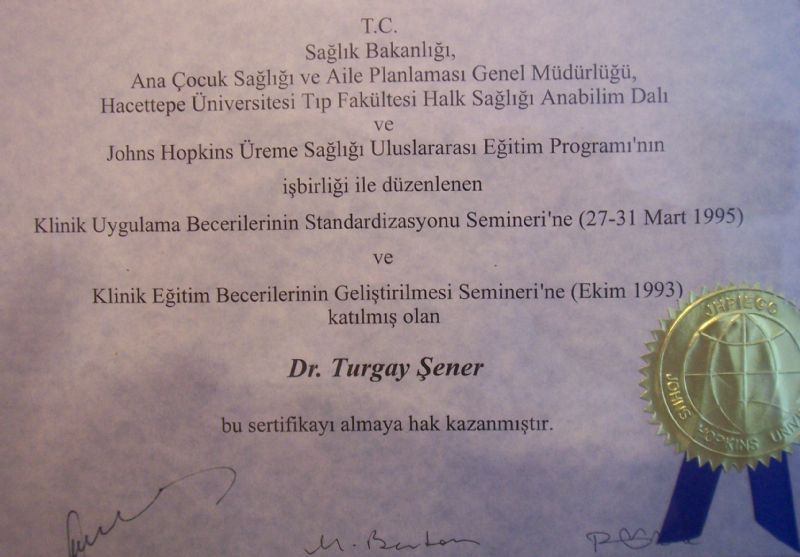 T.C.
Sağlık Bakanlığı,
Ana Çocuk Sağlığı ve Aile Planlaması Genel Müdürlüğü,
Hacettepe Üniversitesi Tıp Fakültesi Halk Sağlığı Anabilim Dalı
ve
Johns Hopkins Üreme Sağlığı Uluslararası Eğitim Programı'nın
işbirliği ile düzenlenen
Klinik Uygulama Becerilerinin Standardizasyonu Semineri'ne (27-31 Mart 1995)
ve
Klinik Eğitim Becerilerinin Geliştirilmesi Semineri'ne (Ekim 1993)
katılmış olan
Dr. Turgay Şener
bu sertifikayı almaya hak kazanmıştır.
JHPIEGO
JOHNS HOPKINS UNIV